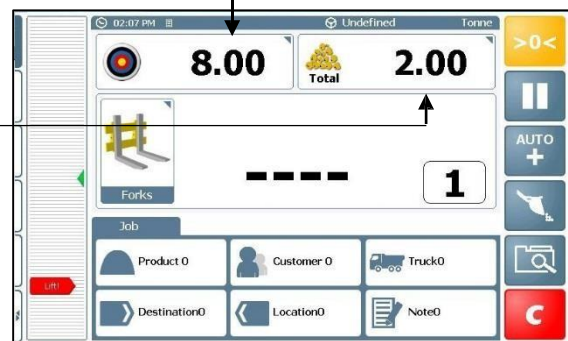 02:07 PM Undefined Tonne
>0<
8.00 Total 2.00
AUTO
+
Forks ---- 1
Job
Product 0 Customer 0 Truck0
Lift!
Destination0 Location0 Note0
C